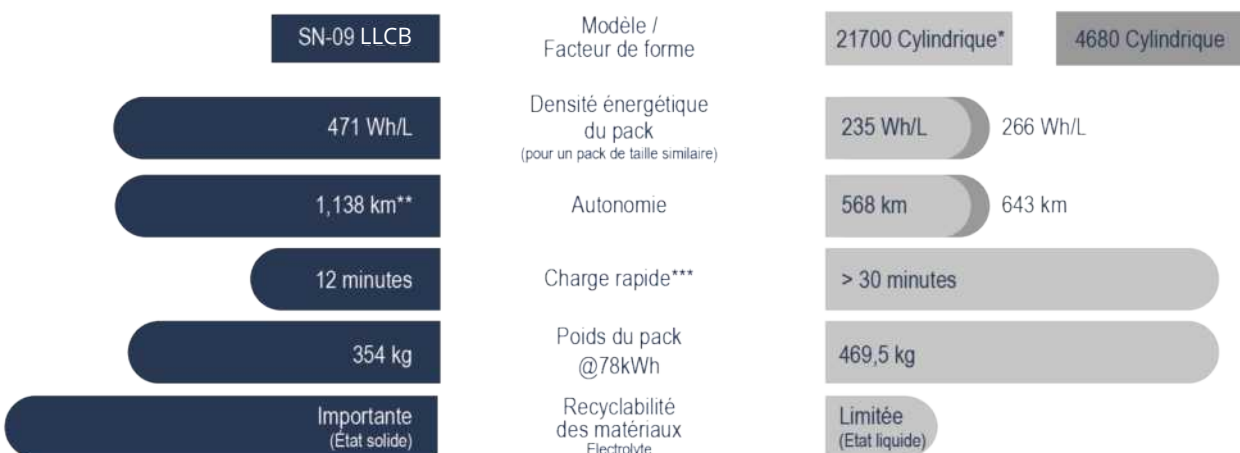 SN-09 LLCB
Modèle /
Facteur de forme
21700 Cylindrique*
4680 Cylindrique
471 Wh/L
Densité énergétique
du pack
(pour un pack de taille similaire)
235 Wh/L
266 Wh/L
1,138 km**
Autonomie
568 km
643 km
12 minutes
Charge rapide***
> 30 minutes
354 kg
Poids du pack
@78kWh
469,5 kg
Importante
(État solide)
Recyclabilité
des matériaux
Electrolyte
Limitée
(Etat liquide)